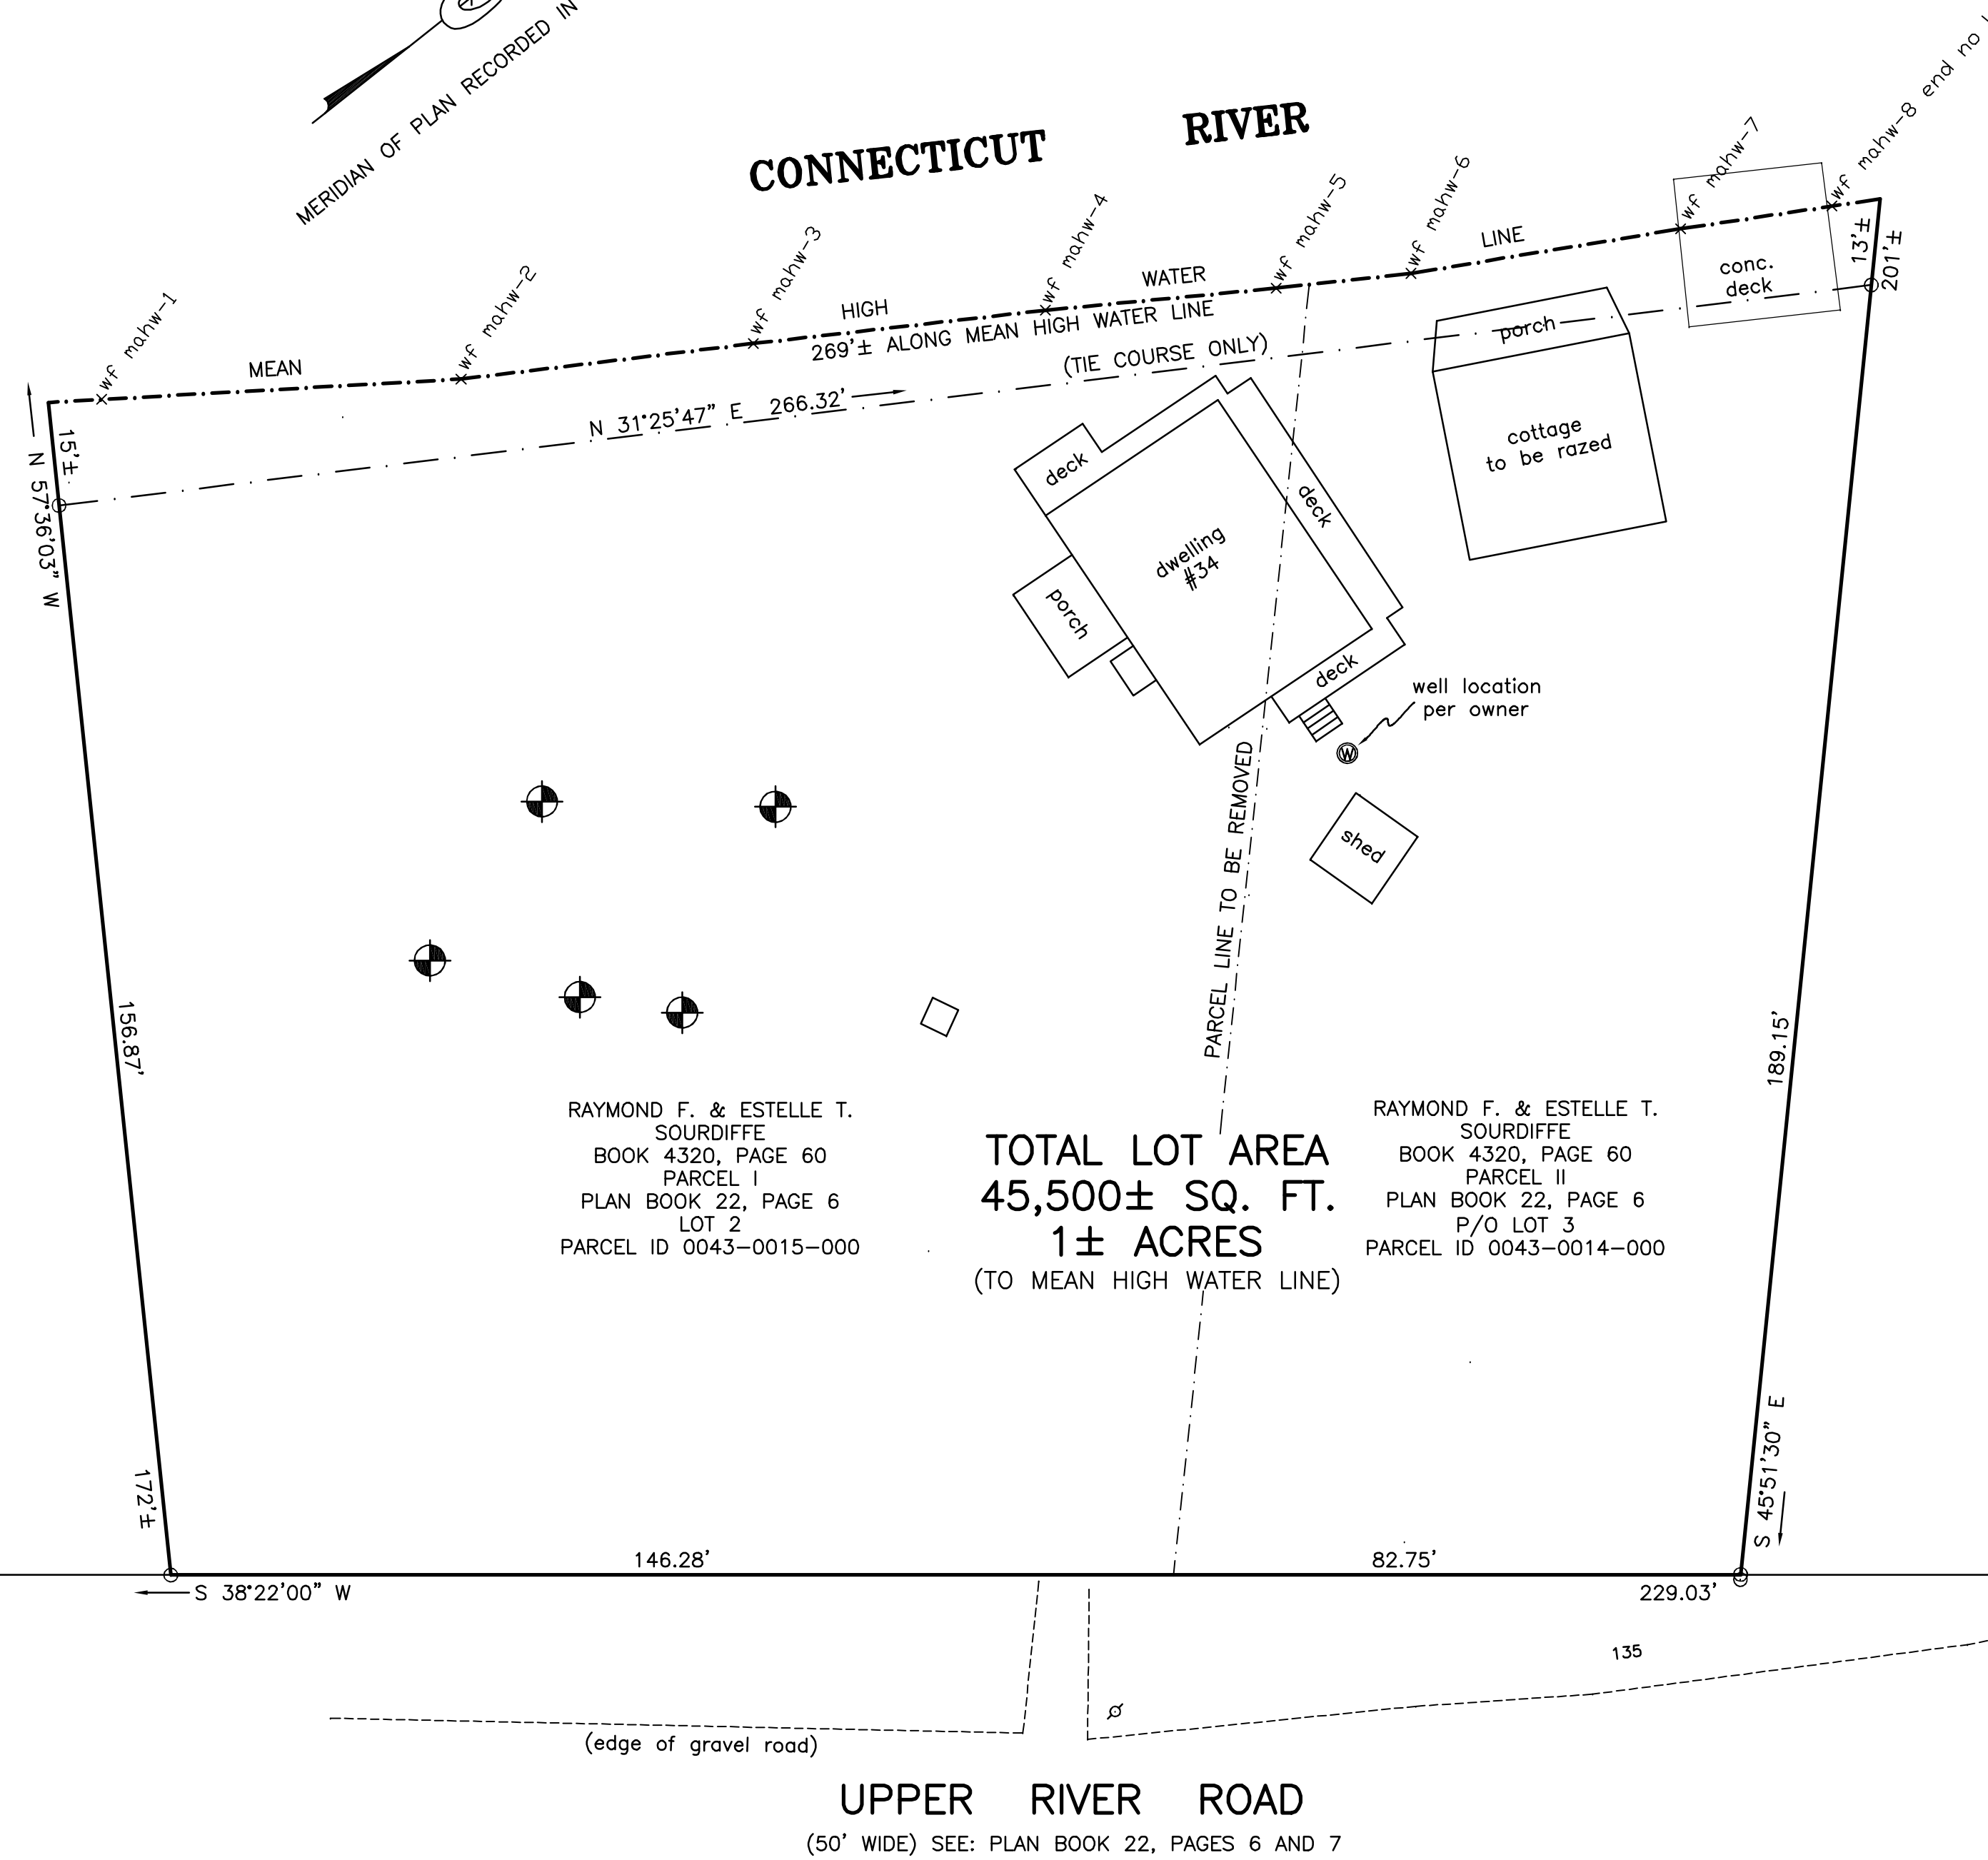 MERIDIAN OF PLAN RECORDED IN
CONNECTICUT RIVER
wf mahw-1
wf mahw-2
wf mahw-3
wf mahw-4
wf mahw-5
wf mahw-6
wf mahw-7
wf mahw-8 end no
MEAN HIGH WATER LINE
269'± ALONG MEAN HIGH WATER LINE
(TIE COURSE ONLY)
N 31°25'47" E 266.32'
15'±
N 57°36'03" W
13'±
201'±
conc.
deck
porch
cottage
to be razed
deck
deck
dwelling
#34
porch
deck
well location
per owner
W
shed
PARCEL LINE TO BE REMOVED
156.87'
189.15'
RAYMOND F. & ESTELLE T.
SOURDIFFE
BOOK 4320, PAGE 60
PARCEL I
PLAN BOOK 22, PAGE 6
LOT 2
PARCEL ID 0043-0015-000
TOTAL LOT AREA
45,500± SQ. FT.
1± ACRES
(TO MEAN HIGH WATER LINE)
RAYMOND F. & ESTELLE T.
SOURDIFFE
BOOK 4320, PAGE 60
PARCEL II
PLAN BOOK 22, PAGE 6
P/O LOT 3
PARCEL ID 0043-0014-000
172'±
S 45°51'30" E
146.28'
82.75'
S 38°22'00" W
229.03'
135
(edge of gravel road)
UPPER RIVER ROAD
(50' WIDE) SEE: PLAN BOOK 22, PAGES 6 AND 7